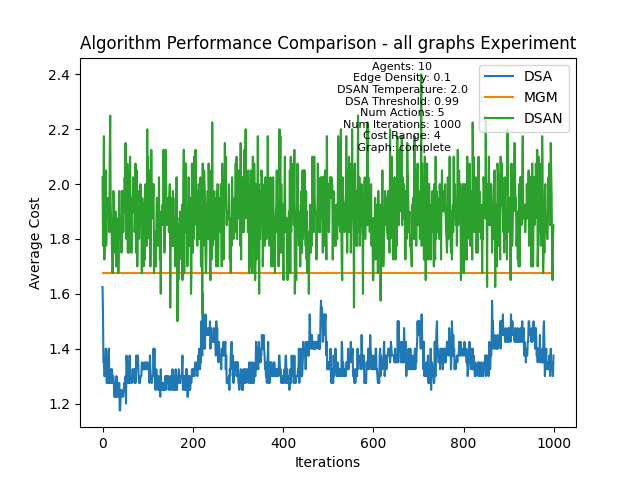 Algorithm Performance Comparison - all graphs Experiment
Agents: 10
Edge Density: 0.1
DSAN Temperature: 2.0
DSA Threshold: 0.99
Num Actions: 5
Num Iterations: 1000
Cost Range: 4
Graph: complete
DSA
MGM
DSAN
Average Cost
2.4
2.2
2.0
1.8
1.6
1.4
1.2
0
200
400
600
800
1000
Iterations